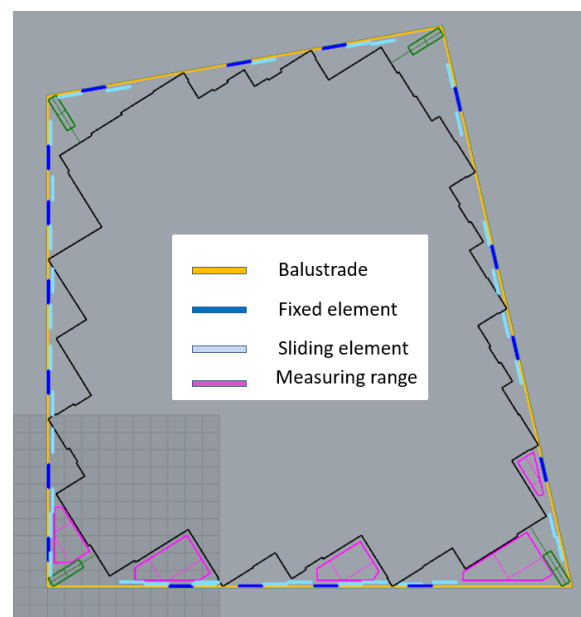 Balustrade
Fixed element
Sliding element
Measuring range